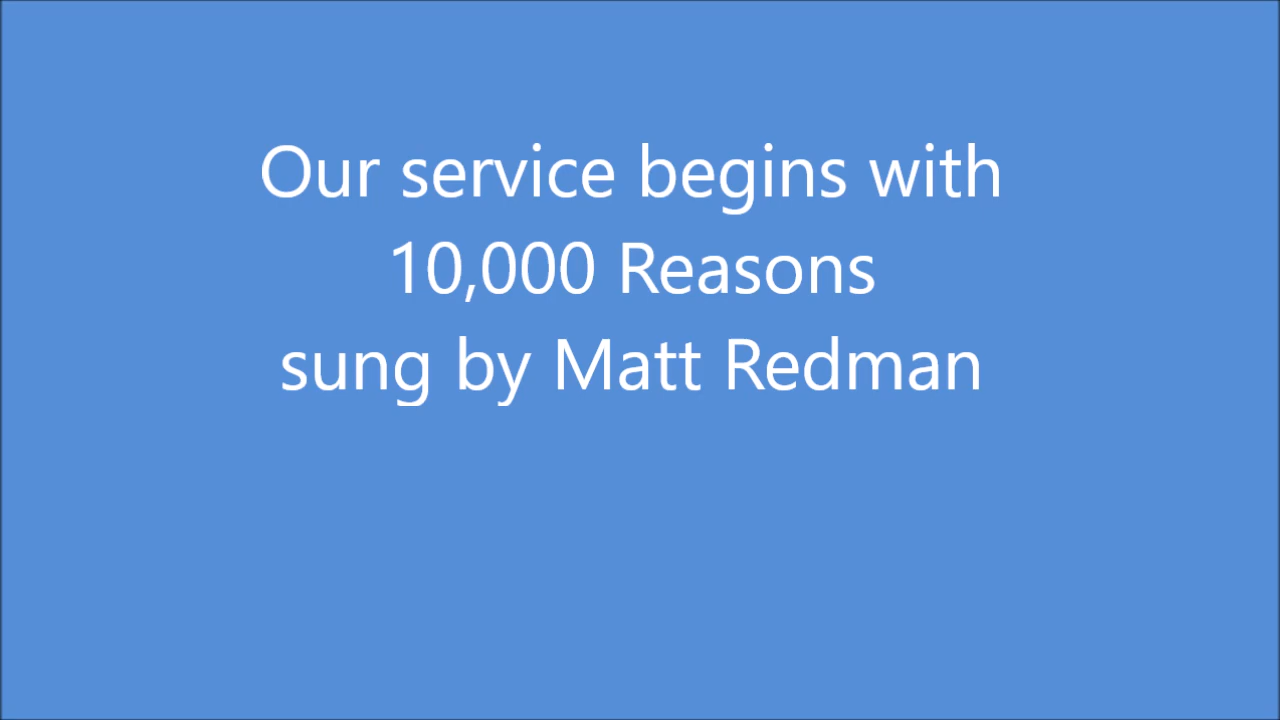 Our service begins with
10,000 Reasons
sung by Matt Redman